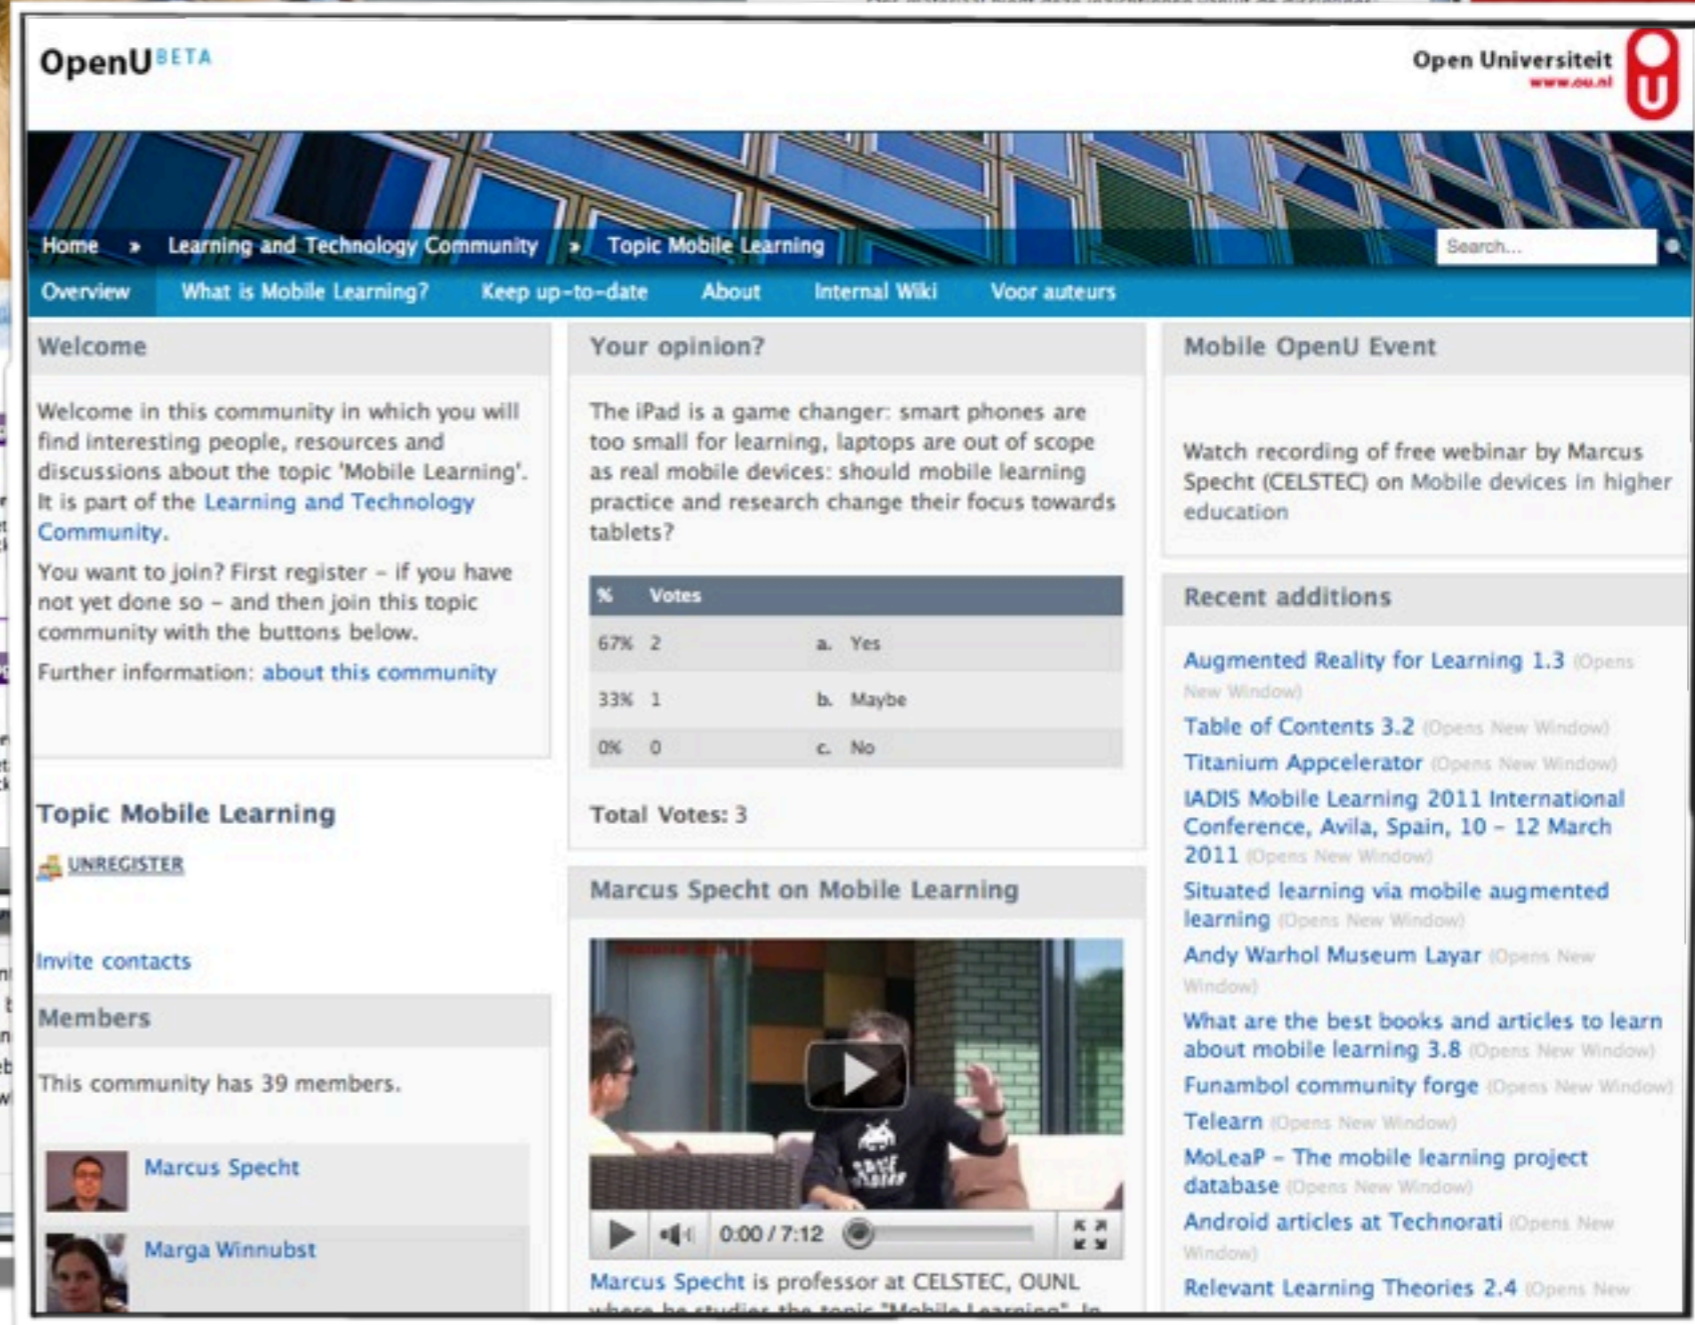 OpenU BETA
Open Universiteit
www.ou.nl
Home » Learning and Technology Community » Topic Mobile Learning
Search...
Overview What is Mobile Learning? Keep up-to-date About Internal Wiki Voor auteurs
Welcome
Welcome in this community in which you will
find interesting people, resources and
discussions about the topic 'Mobile Learning'.
It is part of the Learning and Technology
Community.
You want to join? First register – if you have
not yet done so – and then join this topic
community with the buttons below.
Further information: about this community
Topic Mobile Learning
UNREGISTER
Invite contacts
Members
This community has 39 members.
Marcus Specht
Marga Winnubst
Your opinion?
The iPad is a game changer: smart phones are
too small for learning, laptops are out of scope
as real mobile devices: should mobile learning
practice and research change their focus towards
tablets?
% Votes
67% 2 a. Yes
33% 1 b. Maybe
0% 0 c. No
Total Votes: 3
Marcus Specht on Mobile Learning
0:00 / 7:12
Marcus Specht is professor at CELSTEC, OUNL
where he studies the topic "Mobile Learning". In
Mobile OpenU Event
Watch recording of free webinar by Marcus
Specht (CELSTEC) on Mobile devices in higher
education
Recent additions
Augmented Reality for Learning 1.3 (Opens
New Window)
Table of Contents 3.2 (Opens New Window)
Titanium Appcelerator (Opens New Window)
IADIS Mobile Learning 2011 International
Conference, Avila, Spain, 10 – 12 March
2011 (Opens New Window)
Situated learning via mobile augmented
learning (Opens New Window)
Andy Warhol Museum Layar (Opens New
Window)
What are the best books and articles to learn
about mobile learning 3.8 (Opens New Window)
Funambol community forge (Opens New Window)
Telearn (Opens New Window)
MoLeaP – The mobile learning project
database (Opens New Window)
Android articles at Technorati (Opens New
Window)
Relevant Learning Theories 2.4 (Opens New